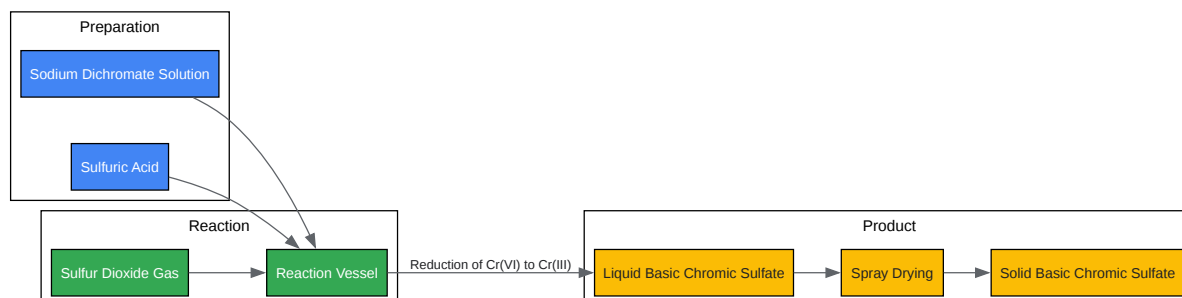 Preparation
Sodium Dichromate Solution
Sulfuric Acid
Reaction
Sulfur Dioxide Gas
Reaction Vessel
Reduction of Cr(VI) to Cr(III)
Product
Liquid Basic Chromic Sulfate
Spray Drying
Solid Basic Chromic Sulfate